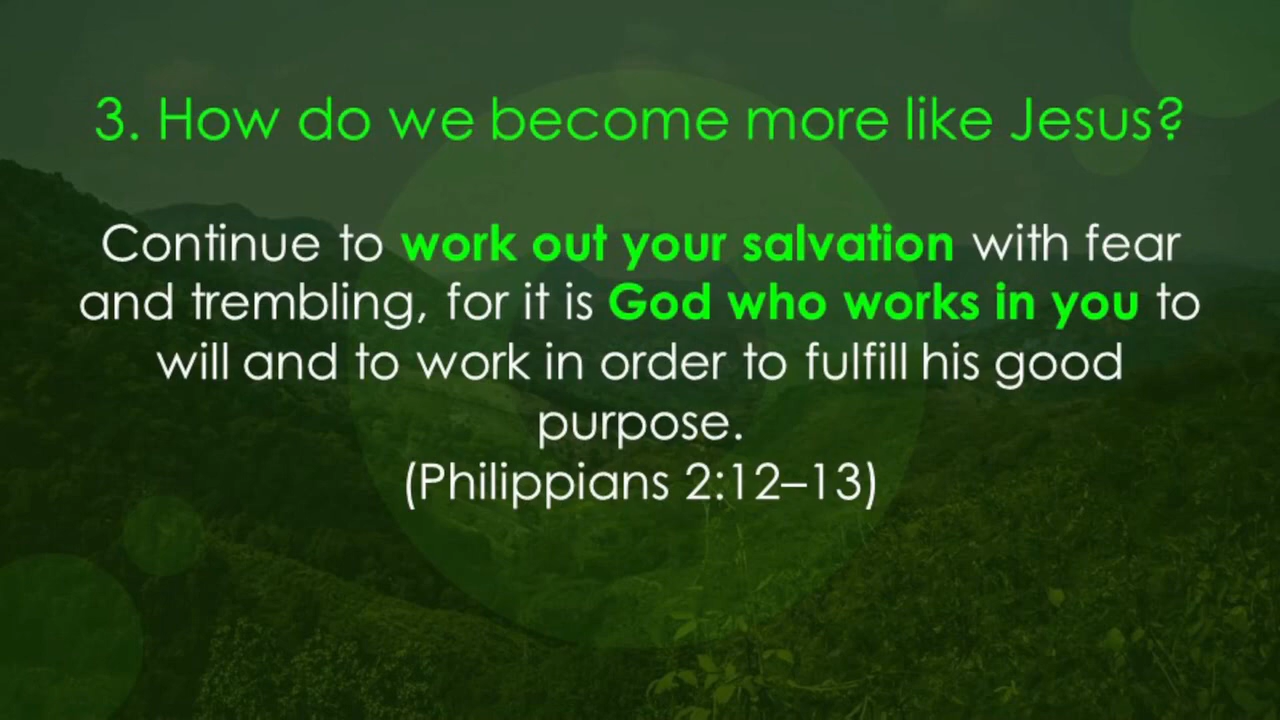 3. How do we become more like Jesus?
Continue to work out your salvation with fear
and trembling, for it is God who works in you to
will and to work in order to fulfill his good
purpose.
(Philippians 2:12–13)